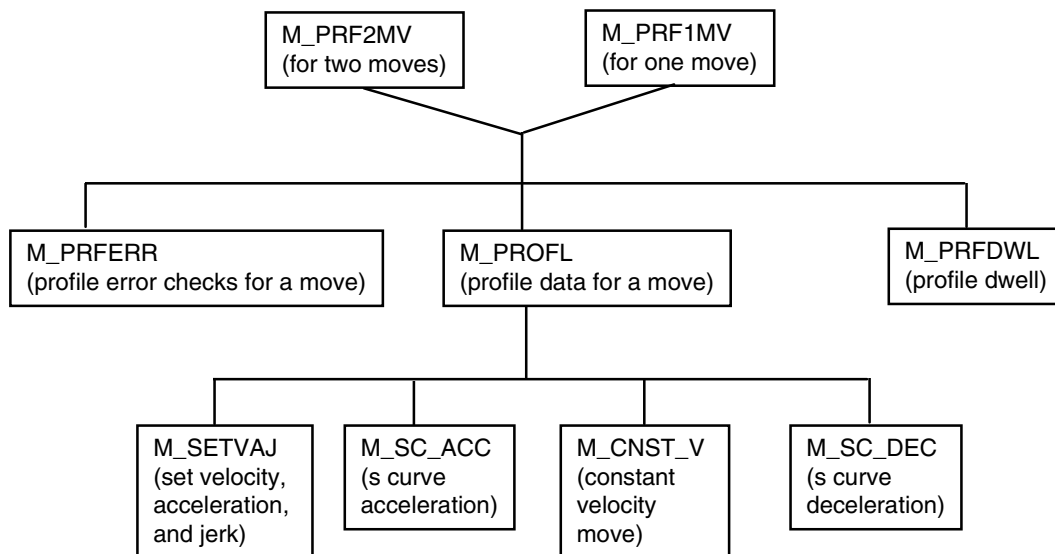 M_PRF2MV
(for two moves)
M_PRF1MV
(for one move)
M_PRFERR
(profile error checks for a move)
M_PROFL
(profile data for a move)
M_PRFDWL
(profile dwell)
M_SETVAJ
(set velocity,
acceleration,
and jerk)
M_SC_ACC
(s curve
acceleration)
M_CNST_V
(constant
velocity
move)
M_SC_DEC
(s curve
deceleration)